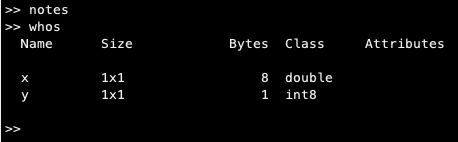 >> notes
>> whos
Name Size Bytes Class Attributes
x 1x1 8 double
y 1x1 1 int8
>>